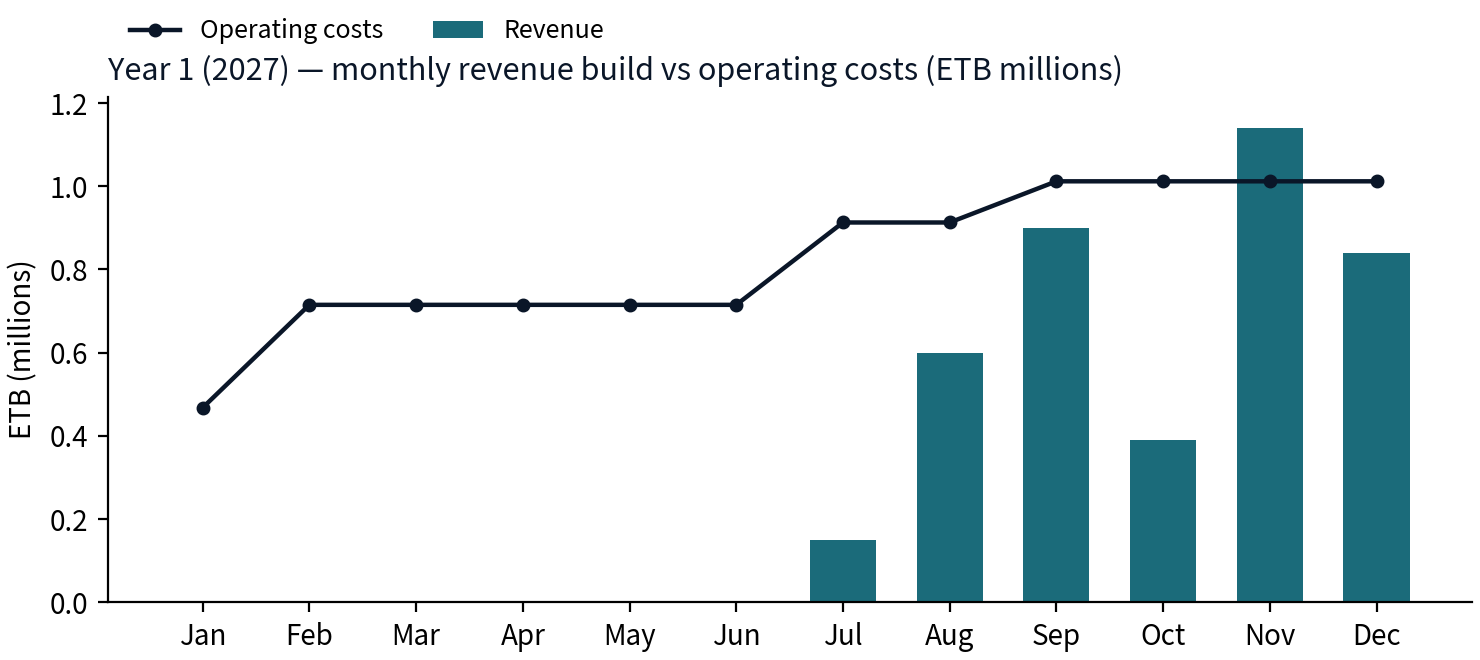 Operating costs Revenue
Year 1 (2027) — monthly revenue build vs operating costs (ETB millions)
ETB (millions)
1.2
1.0
0.8
0.6
0.4
0.2
0.0
Jan Feb Mar Apr May Jun Jul Aug Sep Oct Nov Dec